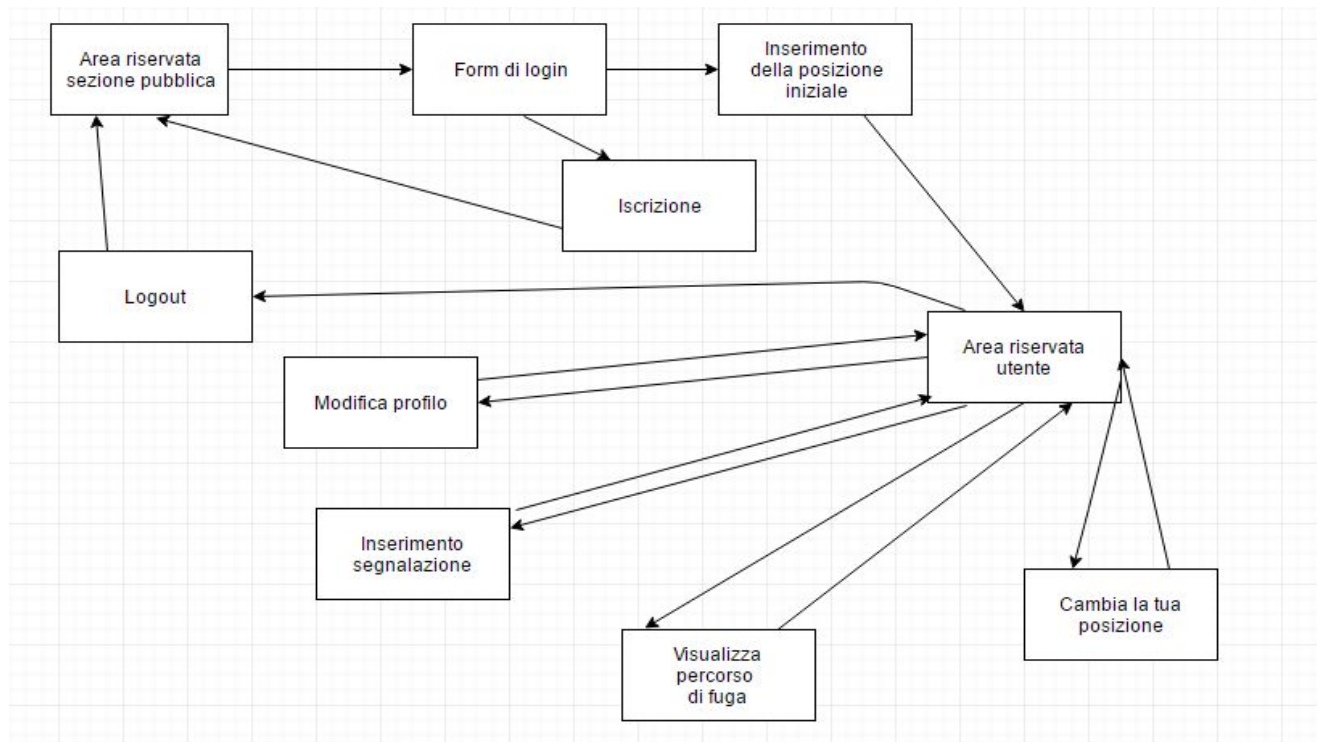 Area riservata
sezione pubblica
Form di login
Inserimento
della posizione
iniziale
Iscrizione
Logout
Area riservata
utente
Modifica profilo
Inserimento
segnalazione
Cambia la tua
posizione
Visualizza
percorso
di fuga